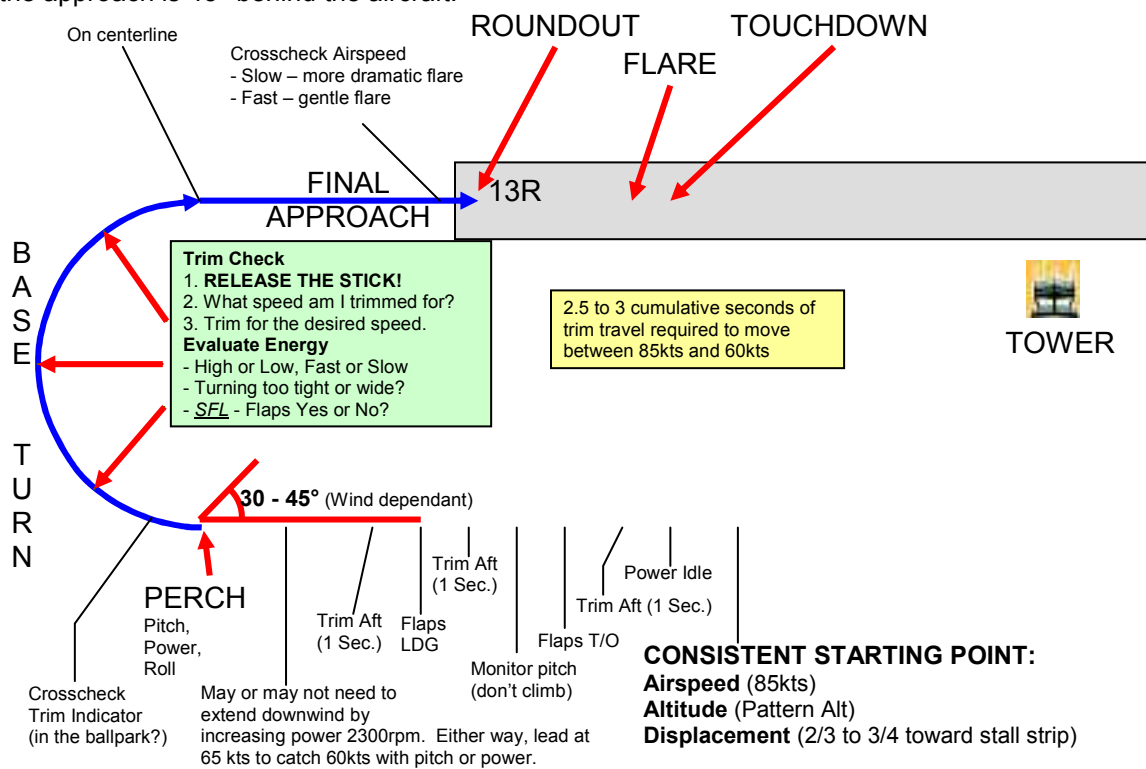 the approach is 45° behind the aircraft.
On centerline
Crosscheck Airspeed
- Slow – more dramatic flare
- Fast – gentle flare
ROUNDOUT
FLARE
TOUCHDOWN
FINAL
APPROACH
13R
B
A
S
E
T
U
R
N
Trim Check
1. RELEASE THE STICK!
2. What speed am I trimmed for?
3. Trim for the desired speed.
Evaluate Energy
- High or Low, Fast or Slow
- Turning too tight or wide?
- SFL - Flaps Yes or No?
2.5 to 3 cumulative seconds of
trim travel required to move
between 85kts and 60kts
TOWER
30 - 45° (Wind dependant)
PERCH
Pitch,
Power,
Roll
Crosscheck
Trim Indicator
(in the ballpark?)
May or may not need to
extend downwind by
increasing power 2300rpm.  Either way, lead at
65 kts to catch 60kts with pitch or power.
Trim Aft
(1 Sec.)
Flaps
LDG
Trim Aft
(1 Sec.)
Monitor pitch
(don't climb)
Flaps T/O
Trim Aft (1 Sec.)
Power Idle
CONSISTENT STARTING POINT:
Airspeed (85kts)
Altitude (Pattern Alt)
Displacement (2/3 to 3/4 toward stall strip)